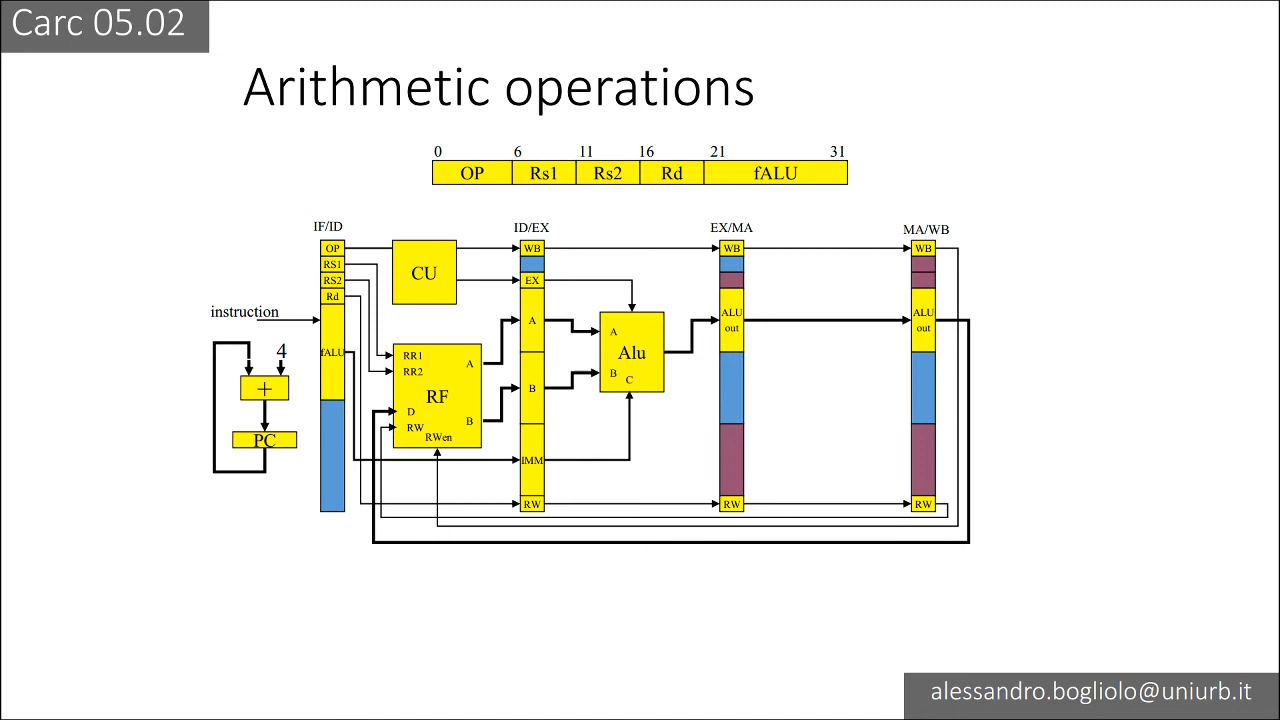 Carc 05.02
Arithmetic operations
0 6 11 16 21 31
OP Rs1 Rs2 Rd fALU
IF/ID ID/EX EX/MA MA/WB
OP CU WB WB WB
RS1
RS2 EX
Rd
instruction
A A Alu ALU out ALU out
4 fALU RR1 A B
RR2 C
+ RF B
D
RW B
PC RWen
IMM
RW RW RW
alessandro.bogliolo@uniurb.it